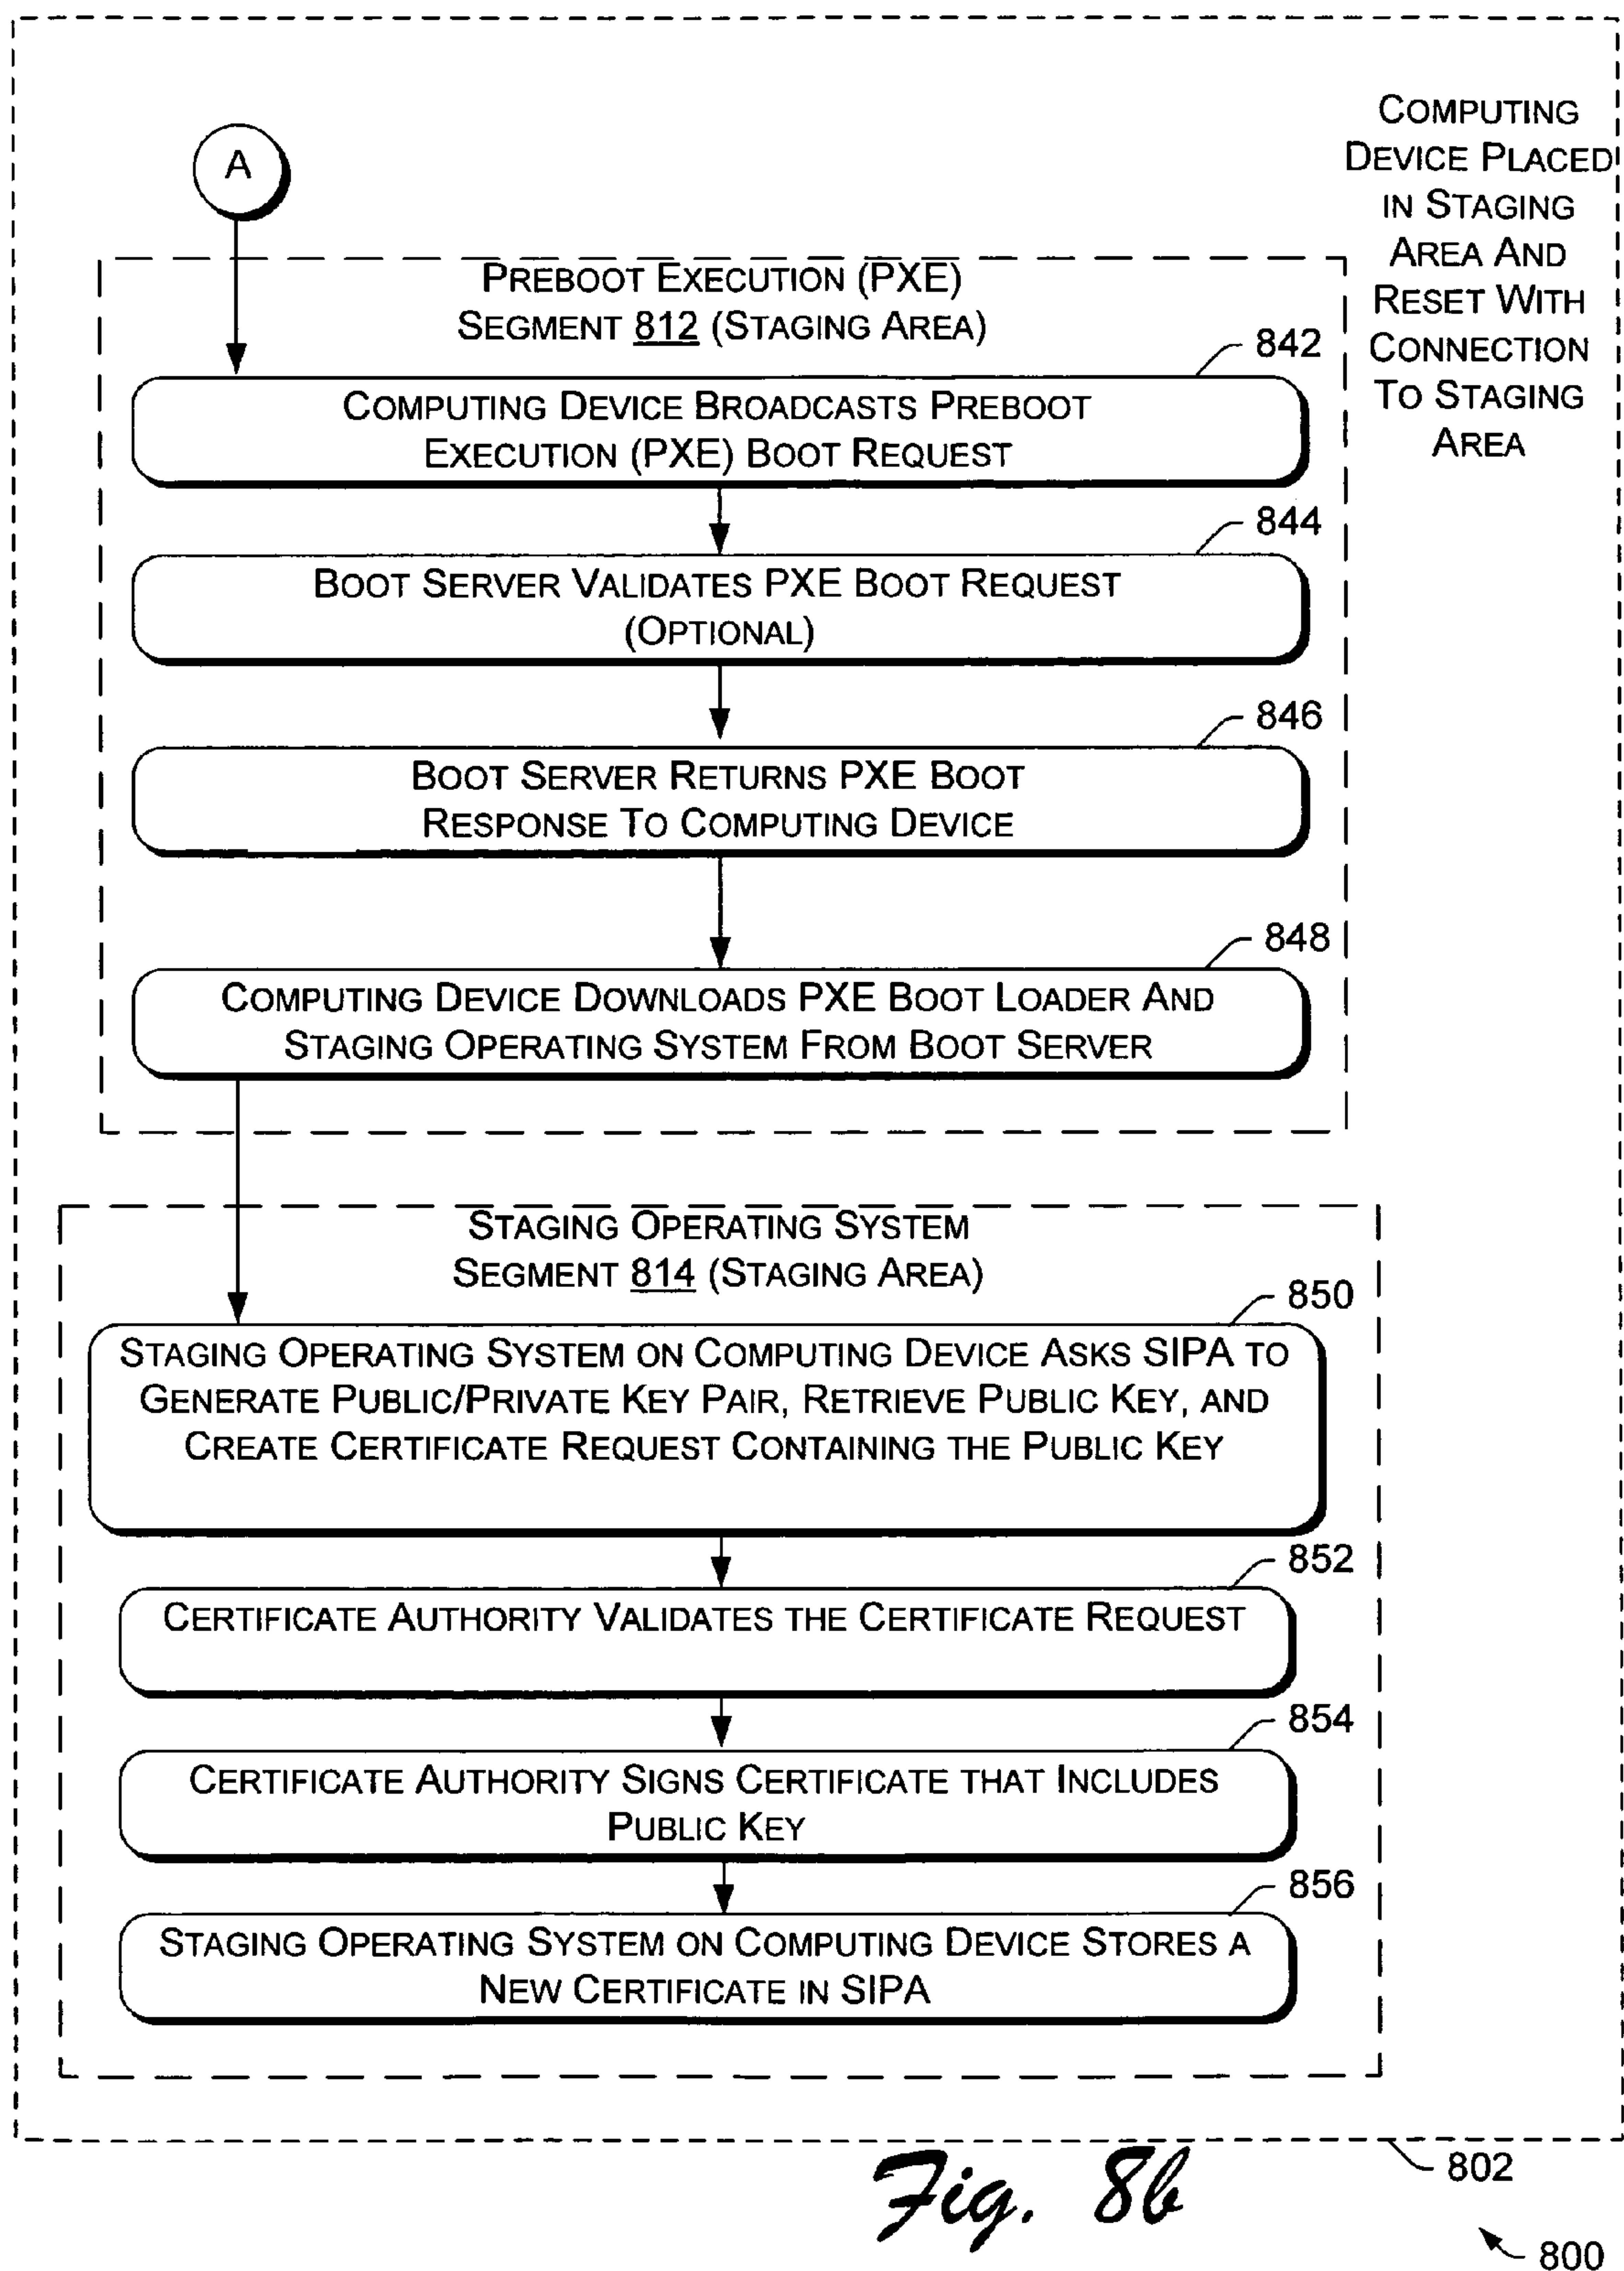 A
COMPUTING
DEVICE PLACED
IN STAGING
AREA AND
RESET WITH
CONNECTION
TO STAGING
AREA
PREBOOT EXECUTION (PXE)
SEGMENT 812 (STAGING AREA)
842
COMPUTING DEVICE BROADCASTS PREBOOT
EXECUTION (PXE) BOOT REQUEST
844
BOOT SERVER VALIDATES PXE BOOT REQUEST
(OPTIONAL)
846
BOOT SERVER RETURNS PXE BOOT
RESPONSE TO COMPUTING DEVICE
848
COMPUTING DEVICE DOWNLOADS PXE BOOT LOADER AND
STAGING OPERATING SYSTEM FROM BOOT SERVER
STAGING OPERATING SYSTEM
SEGMENT 814 (STAGING AREA)
850
STAGING OPERATING SYSTEM ON COMPUTING DEVICE ASKS SIPA TO
GENERATE PUBLIC/PRIVATE KEY PAIR, RETRIEVE PUBLIC KEY, AND
CREATE CERTIFICATE REQUEST CONTAINING THE PUBLIC KEY
852
CERTIFICATE AUTHORITY VALIDATES THE CERTIFICATE REQUEST
854
CERTIFICATE AUTHORITY SIGNS CERTIFICATE THAT INCLUDES
PUBLIC KEY
856
STAGING OPERATING SYSTEM ON COMPUTING DEVICE STORES A
NEW CERTIFICATE IN SIPA
802
Fig. 8b
800